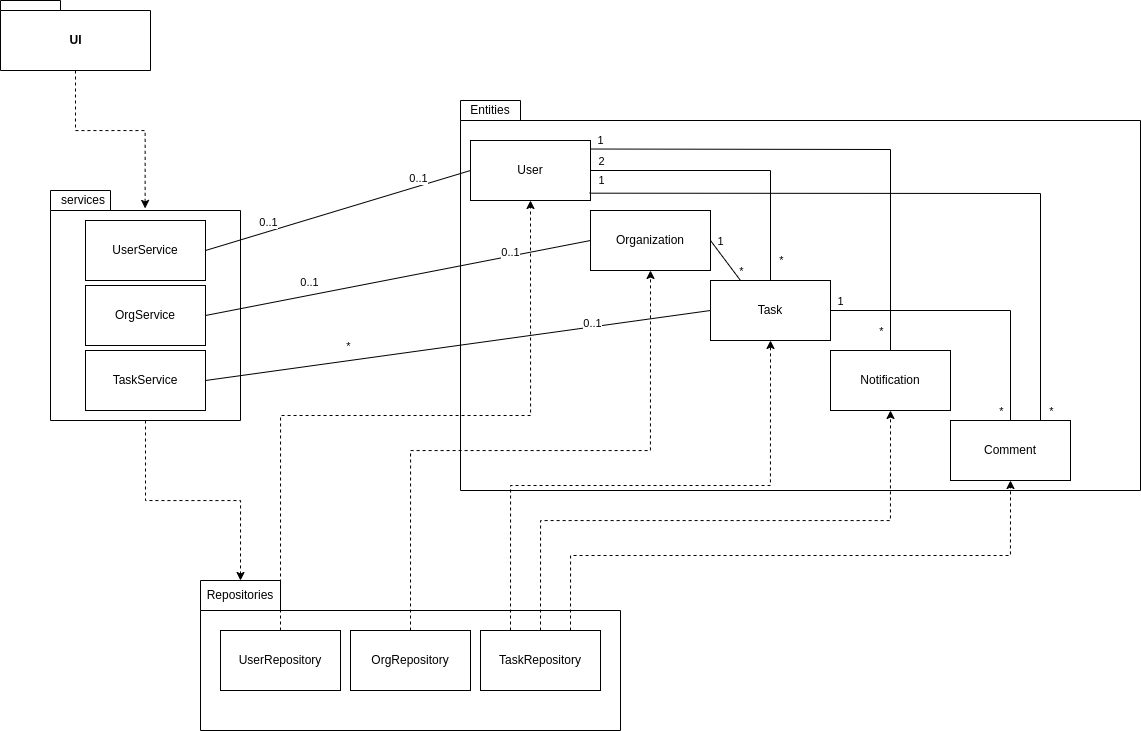 UI
Entities
1
User
2
0..1
1
services
0..1
UserService
Organization
1
0..1
*
*
0..1
OrgService
Task
1
0..1
*
*
TaskService
Notification
*
*
Comment
Repositories
UserRepository
OrgRepository
TaskRepository